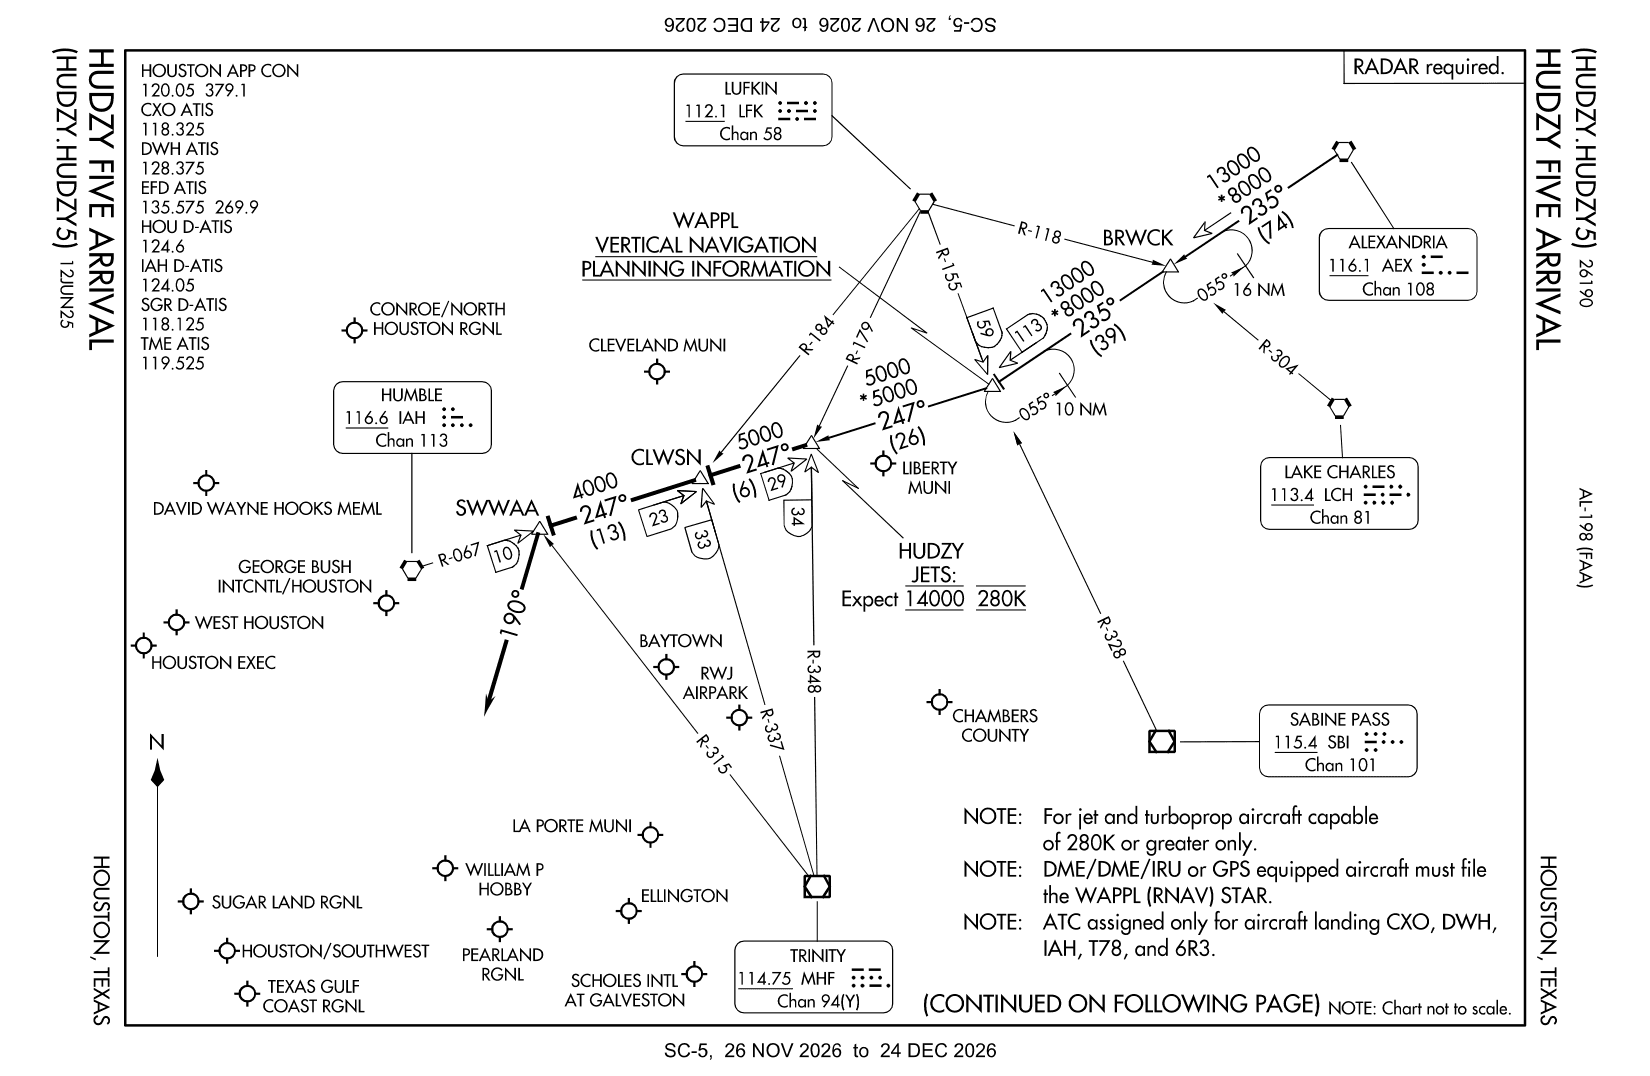 SC-5, 26 NOV 2026 to 24 DEC 2026
(HUDZY.HUDZY5) 12JUN25
HUDZY FIVE ARRIVAL
HOUSTON APP CON
120.05 379.1
CXO ATIS
118.325
DWH ATIS
128.375
EFD ATIS
135.575 269.9
HOU D-ATIS
124.6
IAH D-ATIS
124.05
SGR D-ATIS
118.125
TME ATIS
119.525
RADAR required.
HUDZY FIVE ARRIVAL
(HUDZY.HUDZY5) 26190
AL-198 (FAA)
LUFKIN
112.1 LFK
Chan 58
WAPPL
VERTICAL NAVIGATION
PLANNING INFORMATION
R-118
R-155
R-184
R-179
BRWCK
13000
*8000
235°
(74)
055°
16 NM
ALEXANDRIA
116.1 AEX
Chan 108
13000
*8000
235°
(39)
59
113
055°
10 NM
R-304
LAKE CHARLES
113.4 LCH
Chan 81
CONROE/NORTH
HOUSTON RGNL
CLEVELAND MUNI
HUMBLE
116.6 IAH
Chan 113
5000
*5000
247°
(26)
LIBERTY
MUNI
CLWSN
5000
247°
(6)
29
34
SWWAA
4000
247°
(13)
23
33
DAVID WAYNE HOOKS MEML
R-067
10
GEORGE BUSH
INTCNTL/HOUSTON
HUDZY
JETS:
Expect 14000 280K
WEST HOUSTON
HOUSTON EXEC
190°
BAYTOWN
RWJ
AIRPARK
R-348
R-337
R-315
R-328
CHAMBERS
COUNTY
SABINE PASS
115.4 SBI
Chan 101
N
LA PORTE MUNI
WILLIAM P
HOBBY
SUGAR LAND RGNL
ELLINGTON
HOUSTON/SOUTHWEST
PEARLAND
RGNL
TEXAS GULF
COAST RGNL
SCHOLES INTL
AT GALVESTON
TRINITY
114.75 MHF
Chan 94(Y)
NOTE: For jet and turboprop aircraft capable
of 280K or greater only.
NOTE: DME/DME/IRU or GPS equipped aircraft must file
the WAPPL (RNAV) STAR.
NOTE: ATC assigned only for aircraft landing CXO, DWH,
IAH, T78, and 6R3.
(CONTINUED ON FOLLOWING PAGE) NOTE: Chart not to scale.
HOUSTON, TEXAS
HOUSTON, TEXAS
SC-5, 26 NOV 2026 to 24 DEC 2026